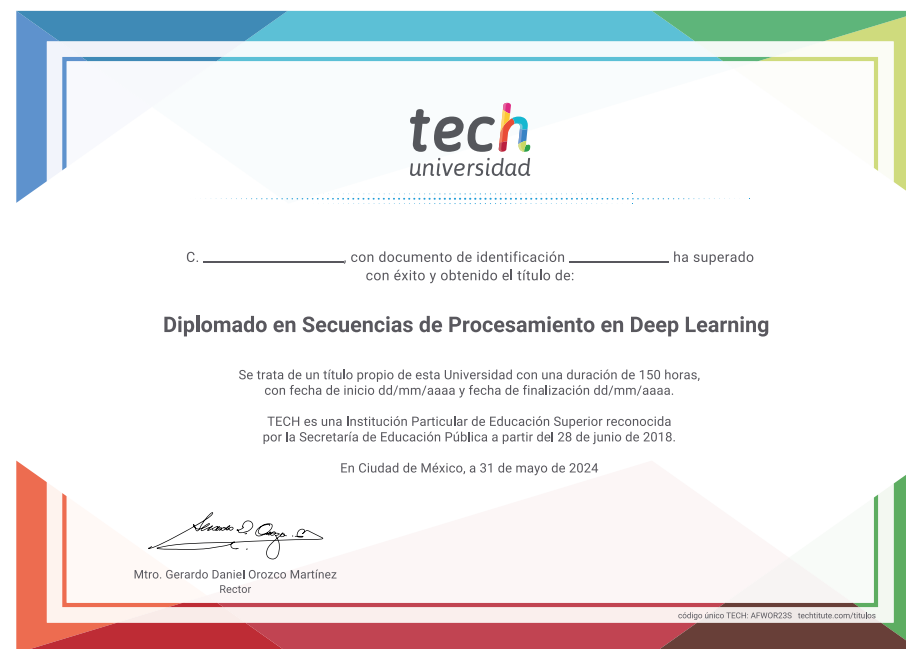 tech
universidad
C. ____________, con documento de identificación ____________ ha superado
con éxito y obtenido el título de:
Diplomado en Secuencias de Procesamiento en Deep Learning
Se trata de un título propio de esta Universidad con una duración de 150 horas,
con fecha de inicio dd/mm/aaaa y fecha de finalización dd/mm/aaaa.
TECH es una Institución Particular de Educación Superior reconocida
por la Secretaría de Educación Pública a partir del 28 de junio de 2018.
En Ciudad de México, a 31 de mayo de 2024
Mtro. Gerardo Daniel Orozco Martínez
Rector
código único TECH: AFWOR23S techtitute.com/titulos